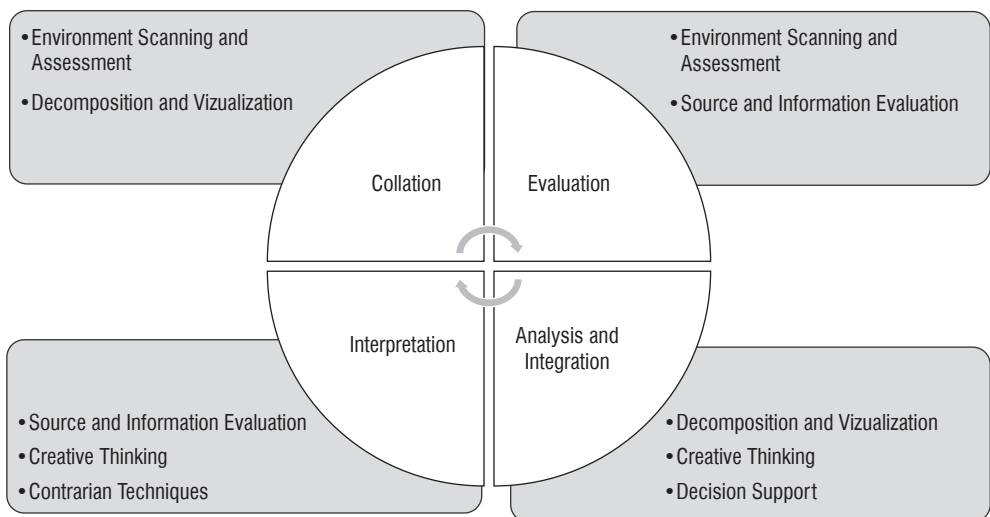 •Environment Scanning and
Assessment
•Decomposition and Vizualization
•Environment Scanning and
Assessment
•Source and Information Evaluation
Collation
Evaluation
Interpretation
Analysis and
Integration
•Source and Information Evaluation
•Creative Thinking
•Contrarian Techniques
•Decomposition and Vizualization
•Creative Thinking
•Decision Support